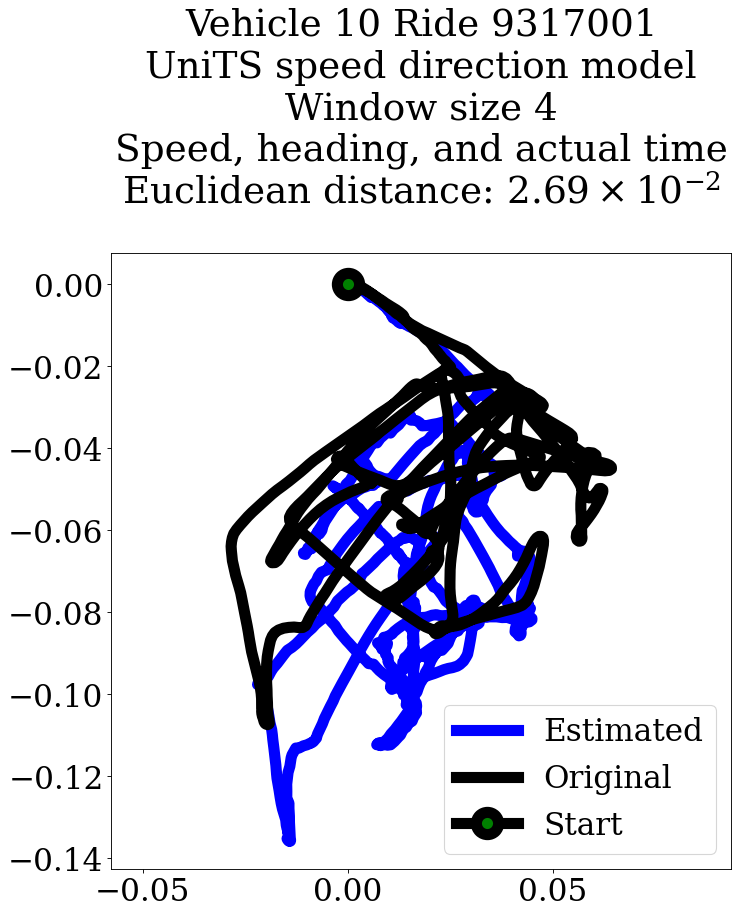 Vehicle 10 Ride 9317001
UniTS speed direction model
Window size 4
Speed, heading, and actual time
Euclidean distance: 2.69 × 10⁻²
0.00
−0.02
−0.04
−0.06
−0.08
−0.10
−0.12
−0.14
−0.05
0.00
0.05
Estimated
Original
Start